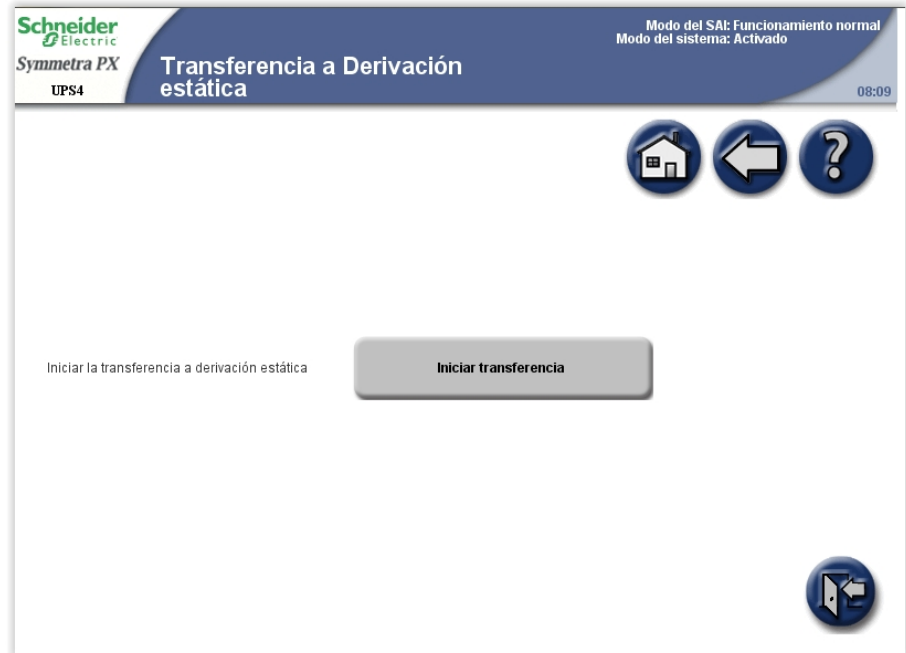 Schneider
Electric
Symmetra PX
UPS4
Transferencia a Derivación
estática
Modo del SAI: Funcionamiento normal
Modo del sistema: Activado
08:09
?
Iniciar la transferencia a derivación estática
Iniciar transferencia